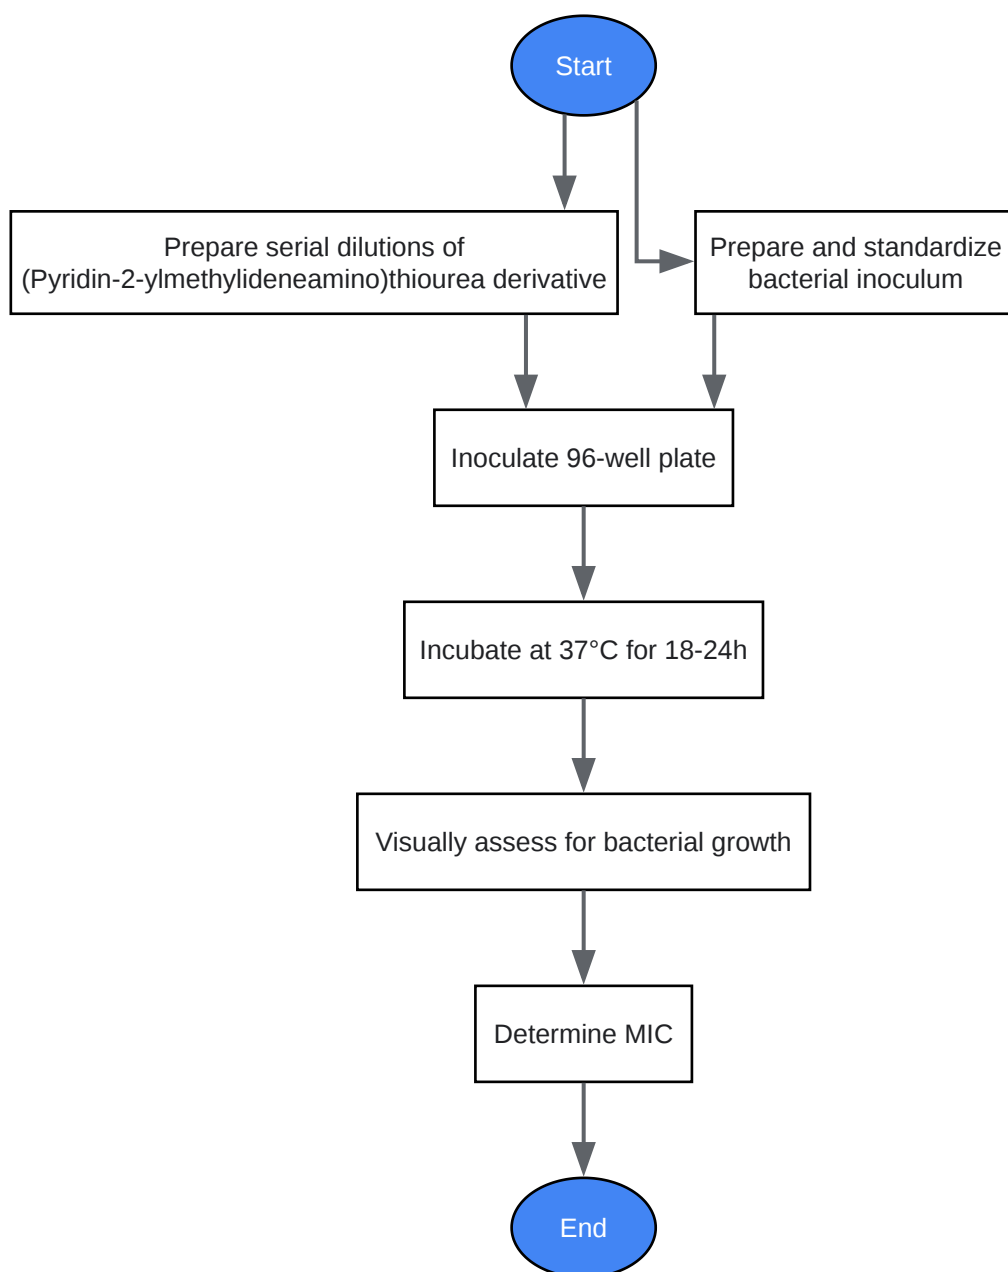 Start
Prepare serial dilutions of
(Pyridin-2-ylmethylideneamino)thiourea derivative
Prepare and standardize
bacterial inoculum
Inoculate 96-well plate
Incubate at 37°C for 18-24h
Visually assess for bacterial growth
Determine MIC
End